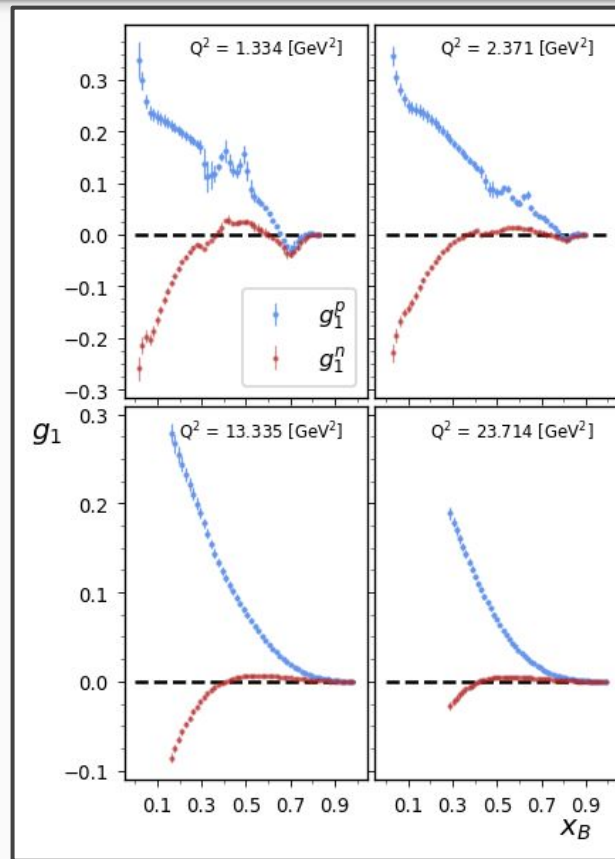 Q² = 1.334 [GeV²]
Q² = 2.371 [GeV²]
0.3
0.2
0.1
0.0
−0.1
−0.2
−0.3
g₁ᵖ
g₁ⁿ
Q² = 13.335 [GeV²]
Q² = 23.714 [GeV²]
g₁
0.3
0.2
0.1
0.0
−0.1
0.1 0.3 0.5 0.7 0.9
0.1 0.3 0.5 0.7 0.9
x_B